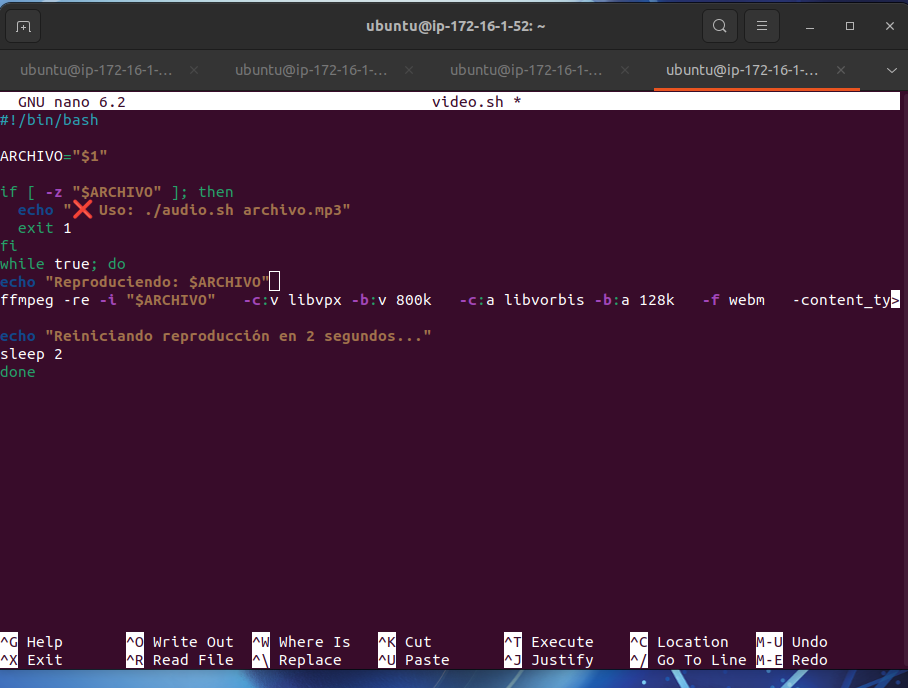 ubuntu@ip-172-16-1-52: ~
ubuntu@ip-172-16-1-... ubuntu@ip-172-16-1-... ubuntu@ip-172-16-1-... ubuntu@ip-172-16-1-...
GNU nano 6.2 video.sh *
#!/bin/bash
ARCHIVO="$1"
if [ -z "$ARCHIVO" ]; then
echo "❌ Uso: ./audio.sh archivo.mp3"
exit 1
fi
while true; do
echo "Reproduciendo: $ARCHIVO"
ffmpeg -re -i "$ARCHIVO" -c:v libvpx -b:v 800k -c:a libvorbis -b:a 128k -f webm -content_ty>
echo "Reiniciando reproducción en 2 segundos..."
sleep 2
done
^G Help ^O Write Out ^W Where Is ^K Cut ^T Execute ^C Location M-U Undo
^X Exit ^R Read File ^\ Replace ^U Paste ^J Justify ^/ Go To Line M-E Redo